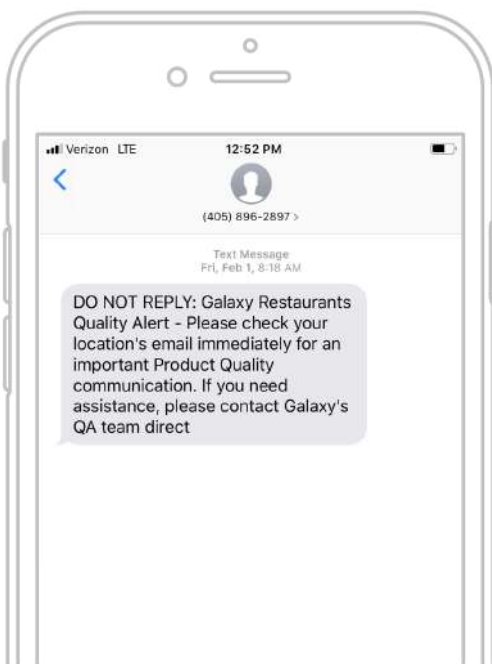 Verizon LTE 12:52 PM
(405) 896-2897 >
Text Message
Fri, Feb 1, 8:18 AM
DO NOT REPLY: Galaxy Restaurants
Quality Alert - Please check your
location's email immediately for an
important Product Quality
communication. If you need
assistance, please contact Galaxy's
QA team direct